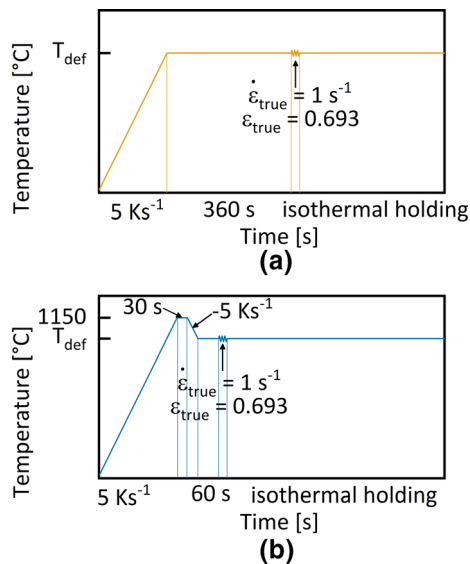 T_def
Temperature [°C]
ε̇_true = 1 s⁻¹
ε_true = 0.693
5 Ks⁻¹ 360 s isothermal holding
Time [s]
(a)
30 s -5 Ks⁻¹
1150
T_def
Temperature [°C]
ε̇_true = 1 s⁻¹
ε_true = 0.693
5 Ks⁻¹ 60 s isothermal holding
Time [s]
(b)